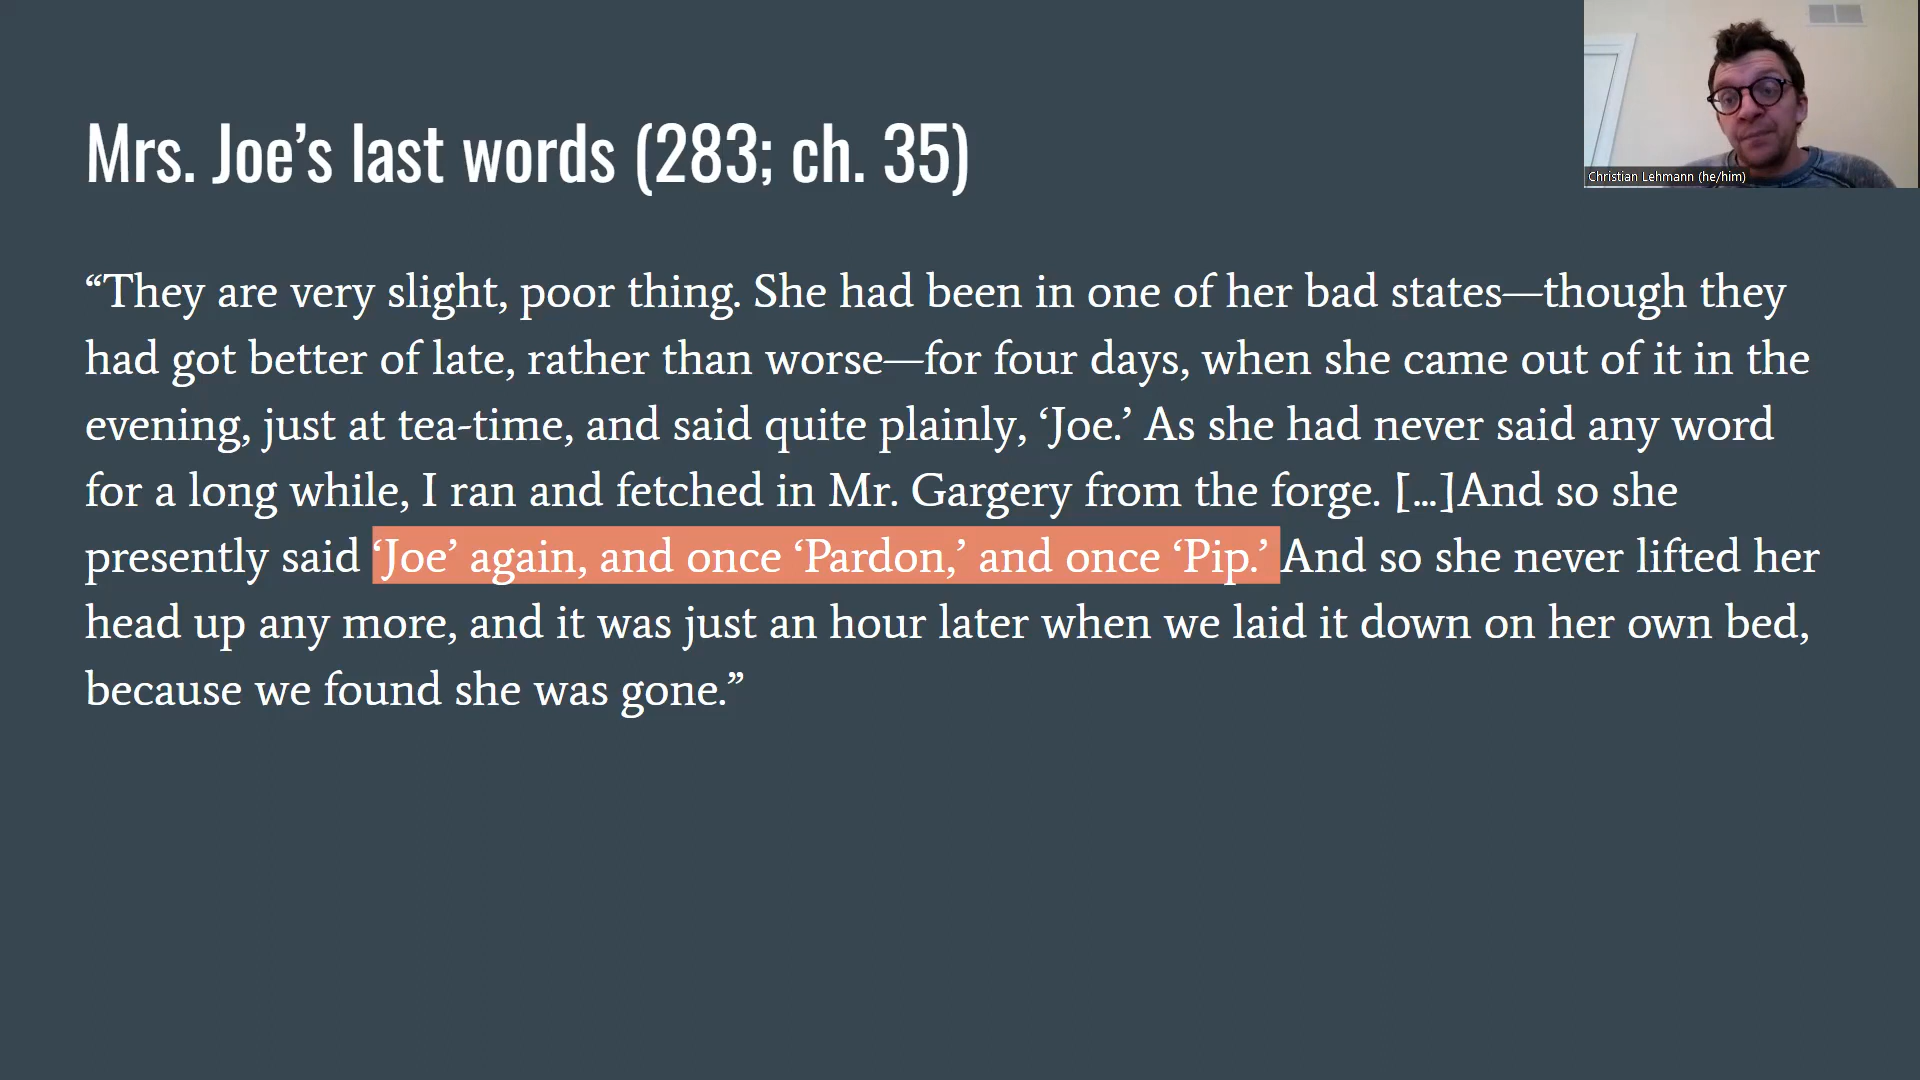 Mrs. Joe’s last words (283; ch. 35)
Christian Lehmann (he/him)
“They are very slight, poor thing. She had been in one of her bad states—though they
had got better of late, rather than worse—for four days, when she came out of it in the
evening, just at tea-time, and said quite plainly, ‘Joe.’ As she had never said any word
for a long while, I ran and fetched in Mr. Gargery from the forge. [...]And so she
presently said ‘Joe’ again, and once ‘Pardon,’ and once ‘Pip.’ And so she never lifted her
head up any more, and it was just an hour later when we laid it down on her own bed,
because we found she was gone.”